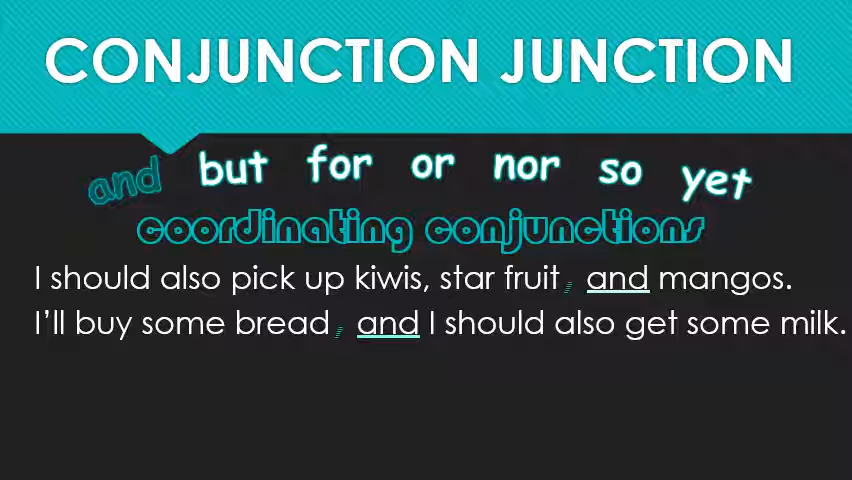 CONJUNCTION JUNCTION
and but for or nor so yet
coordinating conjunctions
I should also pick up kiwis, star fruit, and mangos.
I’ll buy some bread, and I should also get some milk.